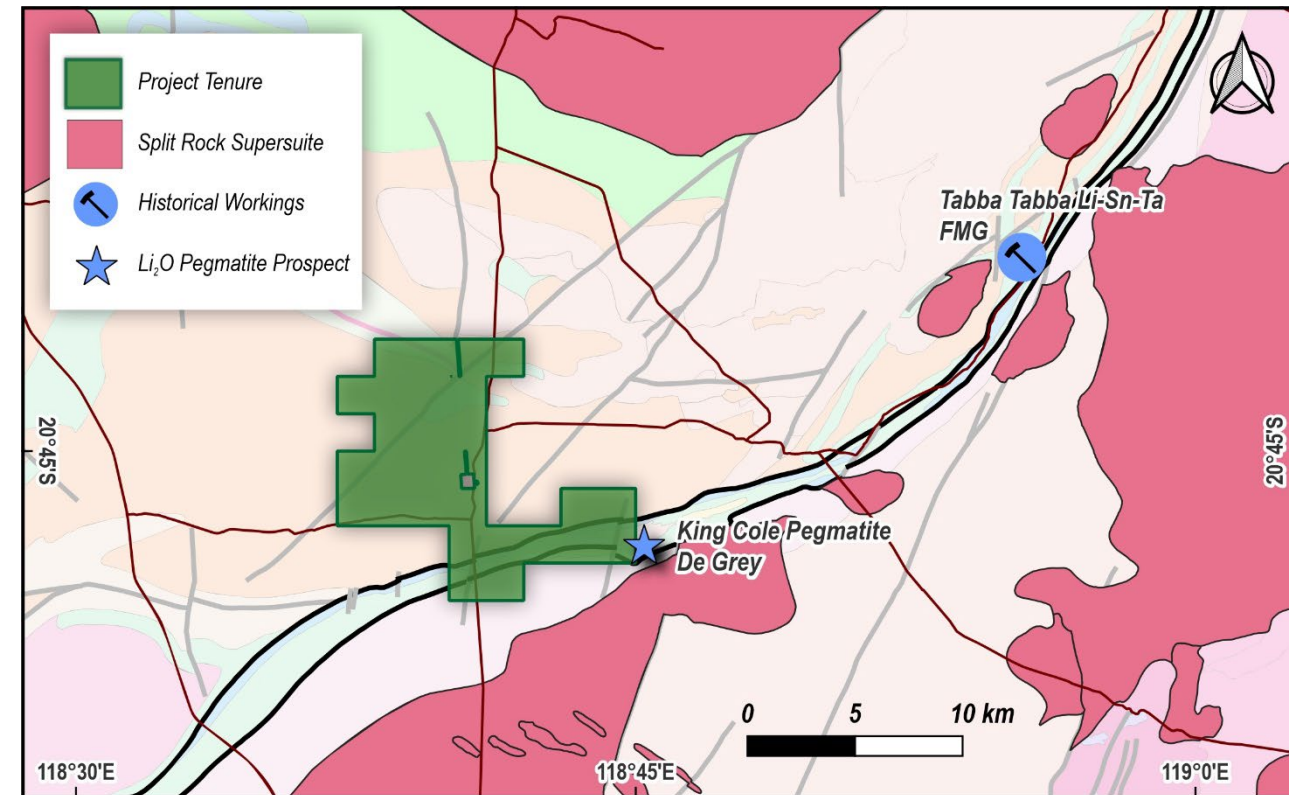 Project Tenure
Split Rock Supersuite
Historical Workings
Li₂O Pegmatite Prospect
Tabba Tabba Li-Sn-Ta
FMG
20°45'S
20°45'S
King Cole Pegmatite
De Grey
0 5 10 km
118°30'E
118°45'E
119°0'E